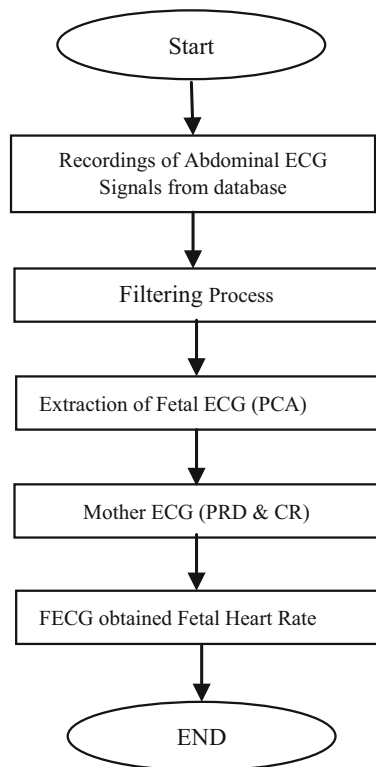 Start
Recordings of Abdominal ECG
Signals from database
Filtering Process
Extraction of Fetal ECG (PCA)
Mother ECG (PRD & CR)
FECG obtained Fetal Heart Rate
END